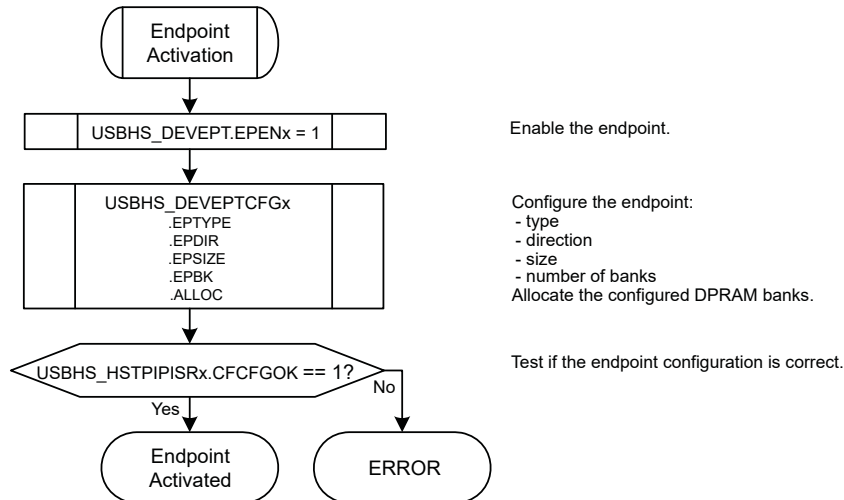 Endpoint
Activation
USBHS_DEVEPT.EPENx = 1
Enable the endpoint.
USBHS_DEVEPTCFGx
.EPTYPE
.EPDIR
.EPSIZE
.EPBK
.ALLOC
Configure the endpoint:
- type
- direction
- size
- number of banks
Allocate the configured DPRAM banks.
USBHS_HSTPIPISRx.CFCFGOK == 1?
Test if the endpoint configuration is correct.
No
Yes
Endpoint
Activated
ERROR